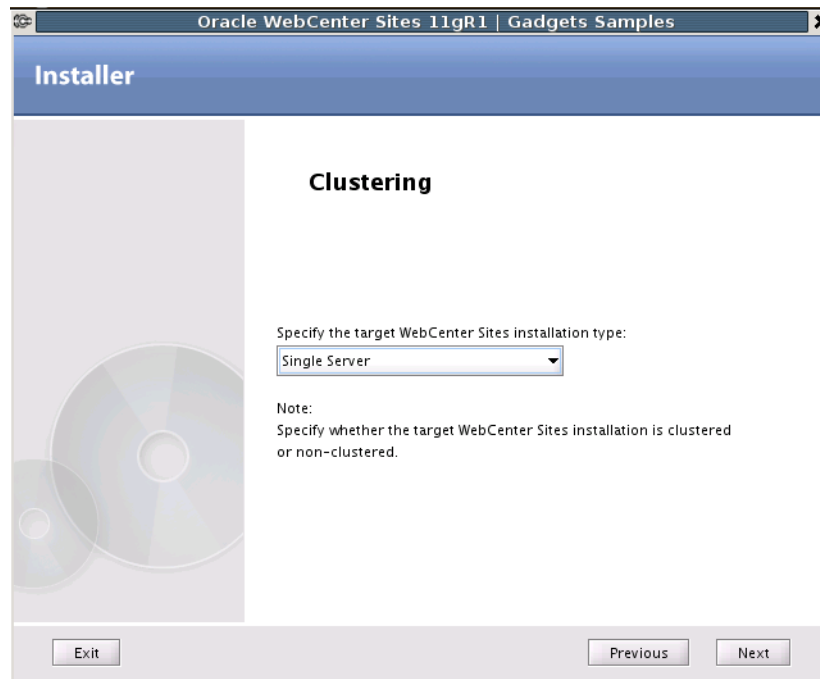 Oracle WebCenter Sites 11gR1 | Gadgets Samples
Installer
Clustering
Specify the target WebCenter Sites installation type:
Single Server
Note:
Specify whether the target WebCenter Sites installation is clustered
or non-clustered.
Exit
Previous
Next